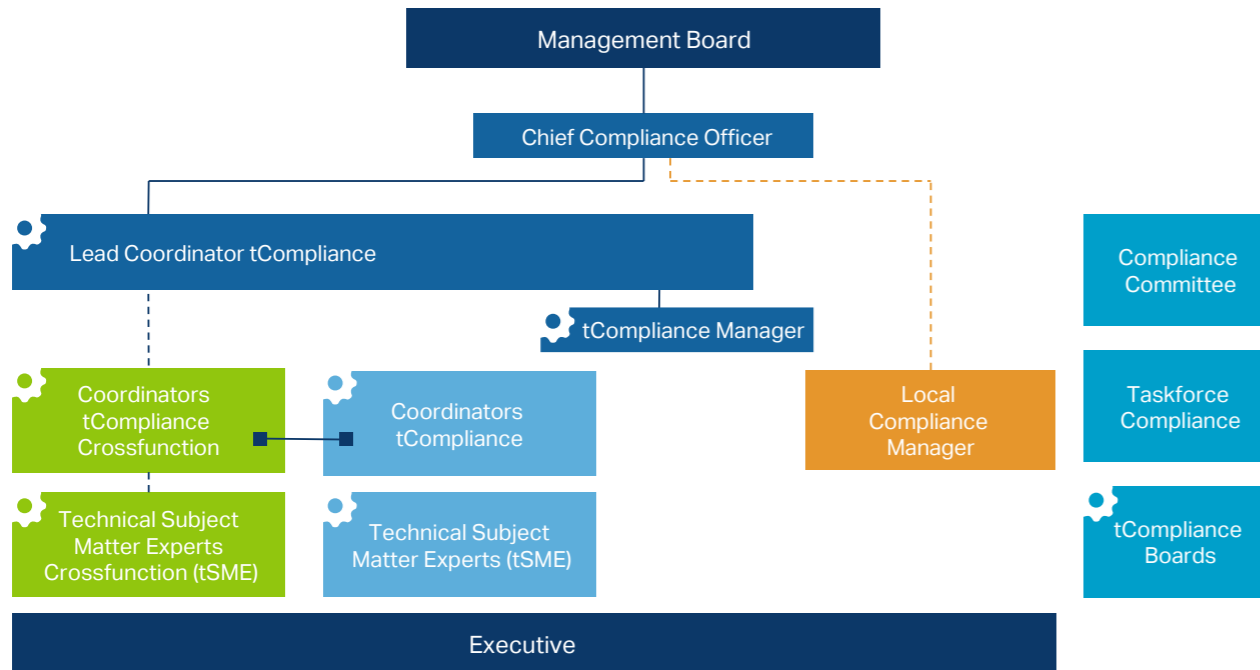 Management Board
Chief Compliance Officer
Lead Coordinator tCompliance
Compliance
Committee
tCompliance Manager
Coordinators
tCompliance
Crossfunction
Coordinators
tCompliance
Local
Compliance
Manager
Taskforce
Compliance
Technical Subject
Matter Experts
Crossfunction (tSME)
Technical Subject
Matter Experts (tSME)
tCompliance
Boards
Executive